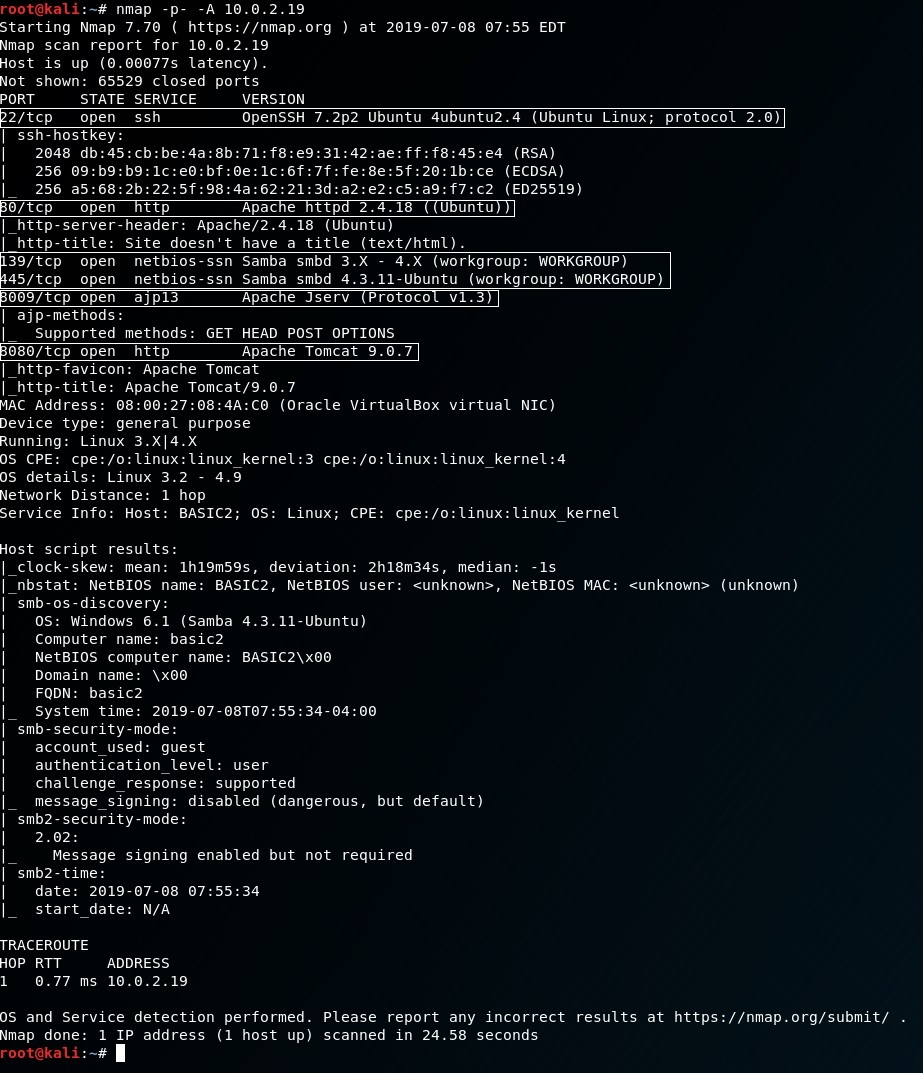 root@kali:~# nmap -p- -A 10.0.2.19
Starting Nmap 7.70 ( https://nmap.org ) at 2019-07-08 07:55 EDT
Nmap scan report for 10.0.2.19
Host is up (0.00077s latency).
Not shown: 65529 closed ports
PORT     STATE SERVICE     VERSION
22/tcp   open  ssh         OpenSSH 7.2p2 Ubuntu 4ubuntu2.4 (Ubuntu Linux; protocol 2.0)
| ssh-hostkey:
|   2048 db:45:cb:be:4a:8b:71:f8:e9:31:42:ae:ff:f8:45:e4 (RSA)
|   256 09:b9:b9:1c:e0:bf:0e:1c:6f:7f:fe:8e:5f:20:1b:ce (ECDSA)
|_  256 a5:68:2b:22:5f:98:4a:62:21:3d:a2:e2:c5:a9:f7:c2 (ED25519)
80/tcp   open  http        Apache httpd 2.4.18 ((Ubuntu))
|_http-server-header: Apache/2.4.18 (Ubuntu)
|_http-title: Site doesn't have a title (text/html).
139/tcp  open  netbios-ssn Samba smbd 3.X - 4.X (workgroup: WORKGROUP)
445/tcp  open  netbios-ssn Samba smbd 4.3.11-Ubuntu (workgroup: WORKGROUP)
8009/tcp open  ajp13       Apache Jserv (Protocol v1.3)
| ajp-methods:
|_  Supported methods: GET HEAD POST OPTIONS
8080/tcp open  http        Apache Tomcat 9.0.7
|_http-favicon: Apache Tomcat
|_http-title: Apache Tomcat/9.0.7
MAC Address: 08:00:27:08:4A:C0 (Oracle VirtualBox virtual NIC)
Device type: general purpose
Running: Linux 3.X|4.X
OS CPE: cpe:/o:linux:linux_kernel:3 cpe:/o:linux:linux_kernel:4
OS details: Linux 3.2 - 4.9
Network Distance: 1 hop
Service Info: Host: BASIC2; OS: Linux; CPE: cpe:/o:linux:linux_kernel

Host script results:
|_clock-skew: mean: 1h19m59s, deviation: 2h18m34s, median: -1s
|_nbstat: NetBIOS name: BASIC2, NetBIOS user: <unknown>, NetBIOS MAC: <unknown> (unknown)
| smb-os-discovery:
|   OS: Windows 6.1 (Samba 4.3.11-Ubuntu)
|   Computer name: basic2
|   NetBIOS computer name: BASIC2\x00
|   Domain name: \x00
|   FQDN: basic2
|_  System time: 2019-07-08T07:55:34-04:00
| smb-security-mode:
|   account_used: guest
|   authentication_level: user
|   challenge_response: supported
|_  message_signing: disabled (dangerous, but default)
| smb2-security-mode:
|   2.02:
|_    Message signing enabled but not required
| smb2-time:
|   date: 2019-07-08 07:55:34
|_  start_date: N/A

TRACEROUTE
HOP RTT     ADDRESS
1   0.77 ms 10.0.2.19

OS and Service detection performed. Please report any incorrect results at https://nmap.org/submit/ .
Nmap done: 1 IP address (1 host up) scanned in 24.58 seconds
root@kali:~#